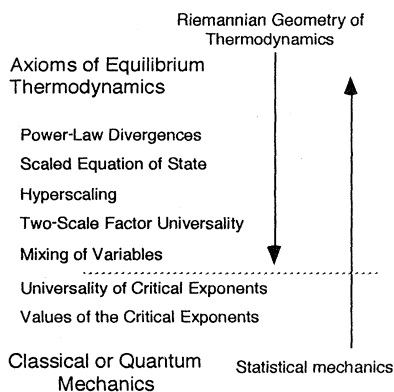 Riemannian Geometry of
Thermodynamics
Axioms of Equilibrium
Thermodynamics
Power-Law Divergences
Scaled Equation of State
Hyperscaling
Two-Scale Factor Universality
Mixing of Variables
Universality of Critical Exponents
Values of the Critical Exponents
Classical or Quantum
Mechanics
Statistical mechanics